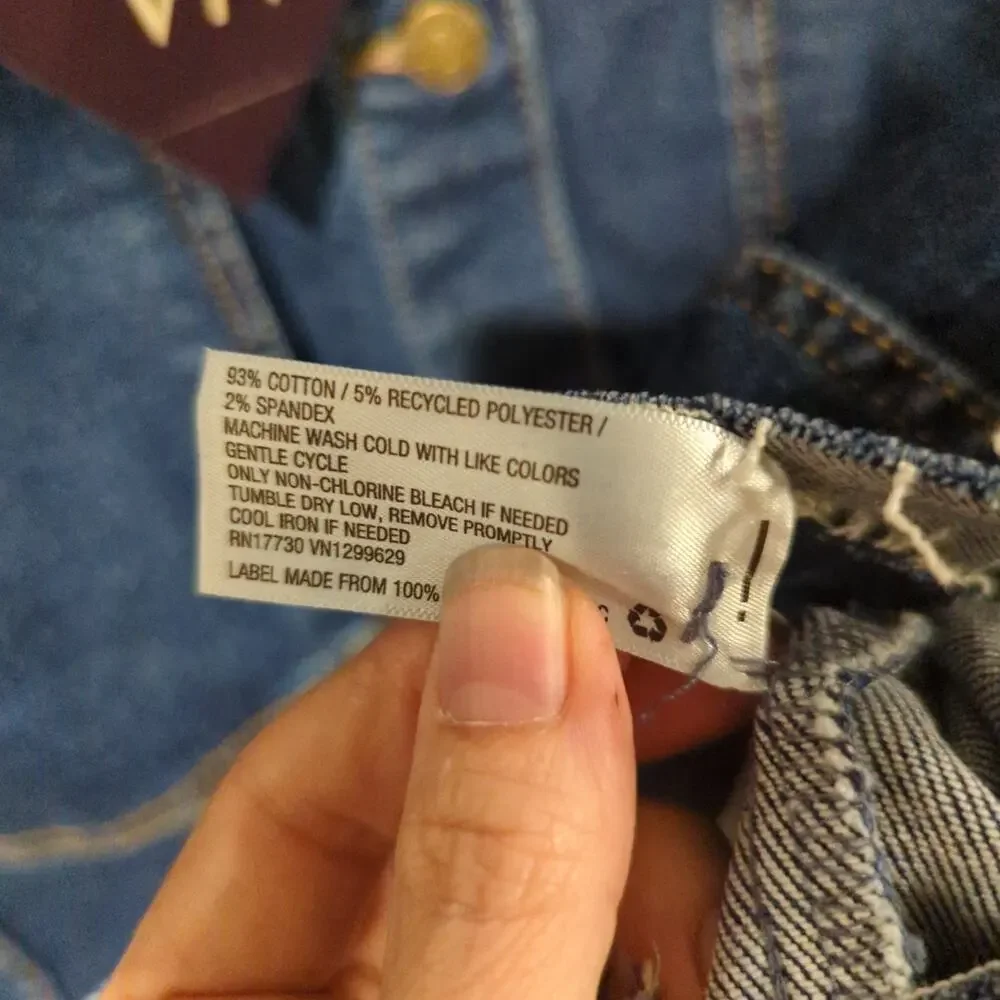 93% COTTON / 5% RECYCLED POLYESTER /
2% SPANDEX
MACHINE WASH COLD WITH LIKE COLORS
GENTLE CYCLE
ONLY NON-CHLORINE BLEACH IF NEEDED
TUMBLE DRY LOW, REMOVE PROMPTLY
COOL IRON IF NEEDED
RN17730 VN1299629
LABEL MADE FROM 100%